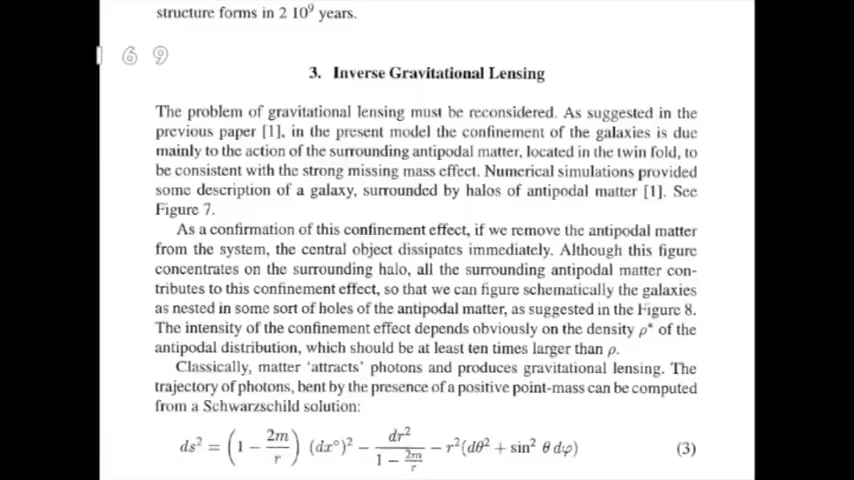 structure forms in 2 10⁹ years.
69
3. Inverse Gravitational Lensing
The problem of gravitational lensing must be reconsidered. As suggested in the
previous paper [1], in the present model the confinement of the galaxies is due
mainly to the action of the surrounding antipodal matter, located in the twin fold, to
be consistent with the strong missing mass effect. Numerical simulations provided
some description of a galaxy, surrounded by halos of antipodal matter [1]. See
Figure 7.
As a confirmation of this confinement effect, if we remove the antipodal matter
from the system, the central object dissipates immediately. Although this figure
concentrates on the surrounding halo, all the surrounding antipodal matter con-
tributes to this confinement effect, so that we can figure schematically the galaxies
as nested in some sort of holes of the antipodal matter, as suggested in the Figure 8.
The intensity of the confinement effect depends obviously on the density ρ* of the
antipodal distribution, which should be at least ten times larger than ρ.
Classically, matter 'attracts' photons and produces gravitational lensing. The
trajectory of photons, bent by the presence of a positive point-mass can be computed
from a Schwarzschild solution:
ds² = (1 − 2m/r) (dx°)² − dr²/(1 − 2m/r) − r²(dθ² + sin² θ dφ) (3)